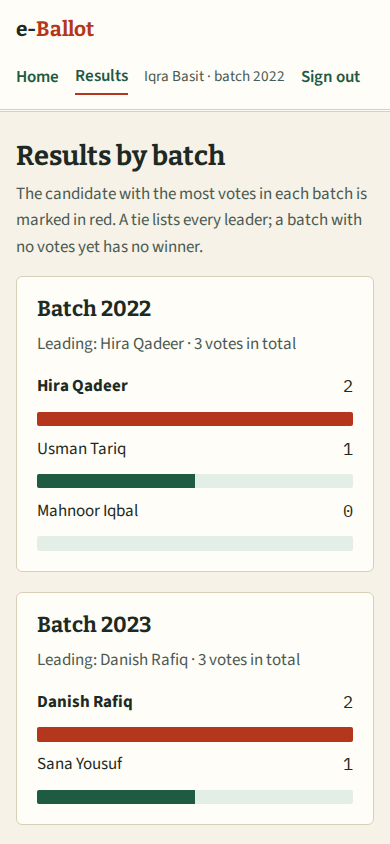 e-Ballot
Home Results Iqra Basit · batch 2022 Sign out
Results by batch
The candidate with the most votes in each batch is
marked in red. A tie lists every leader; a batch with
no votes yet has no winner.
Batch 2022
Leading: Hira Qadeer · 3 votes in total
Hira Qadeer 2
Usman Tariq 1
Mahnoor Iqbal 0
Batch 2023
Leading: Danish Rafiq · 3 votes in total
Danish Rafiq 2
Sana Yousuf 1